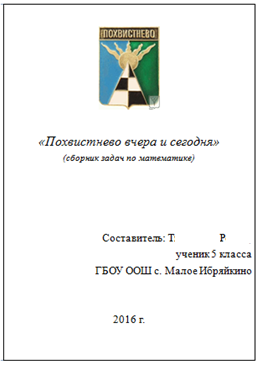 ПОХВИСТНЕВО
«Похвистнево вчера и сегодня»
(сборник задач по математике)
Составитель: Т. Р
ученик 5 класса
ГБОУ ООШ с. Малое Ибряйкино
2016 г.